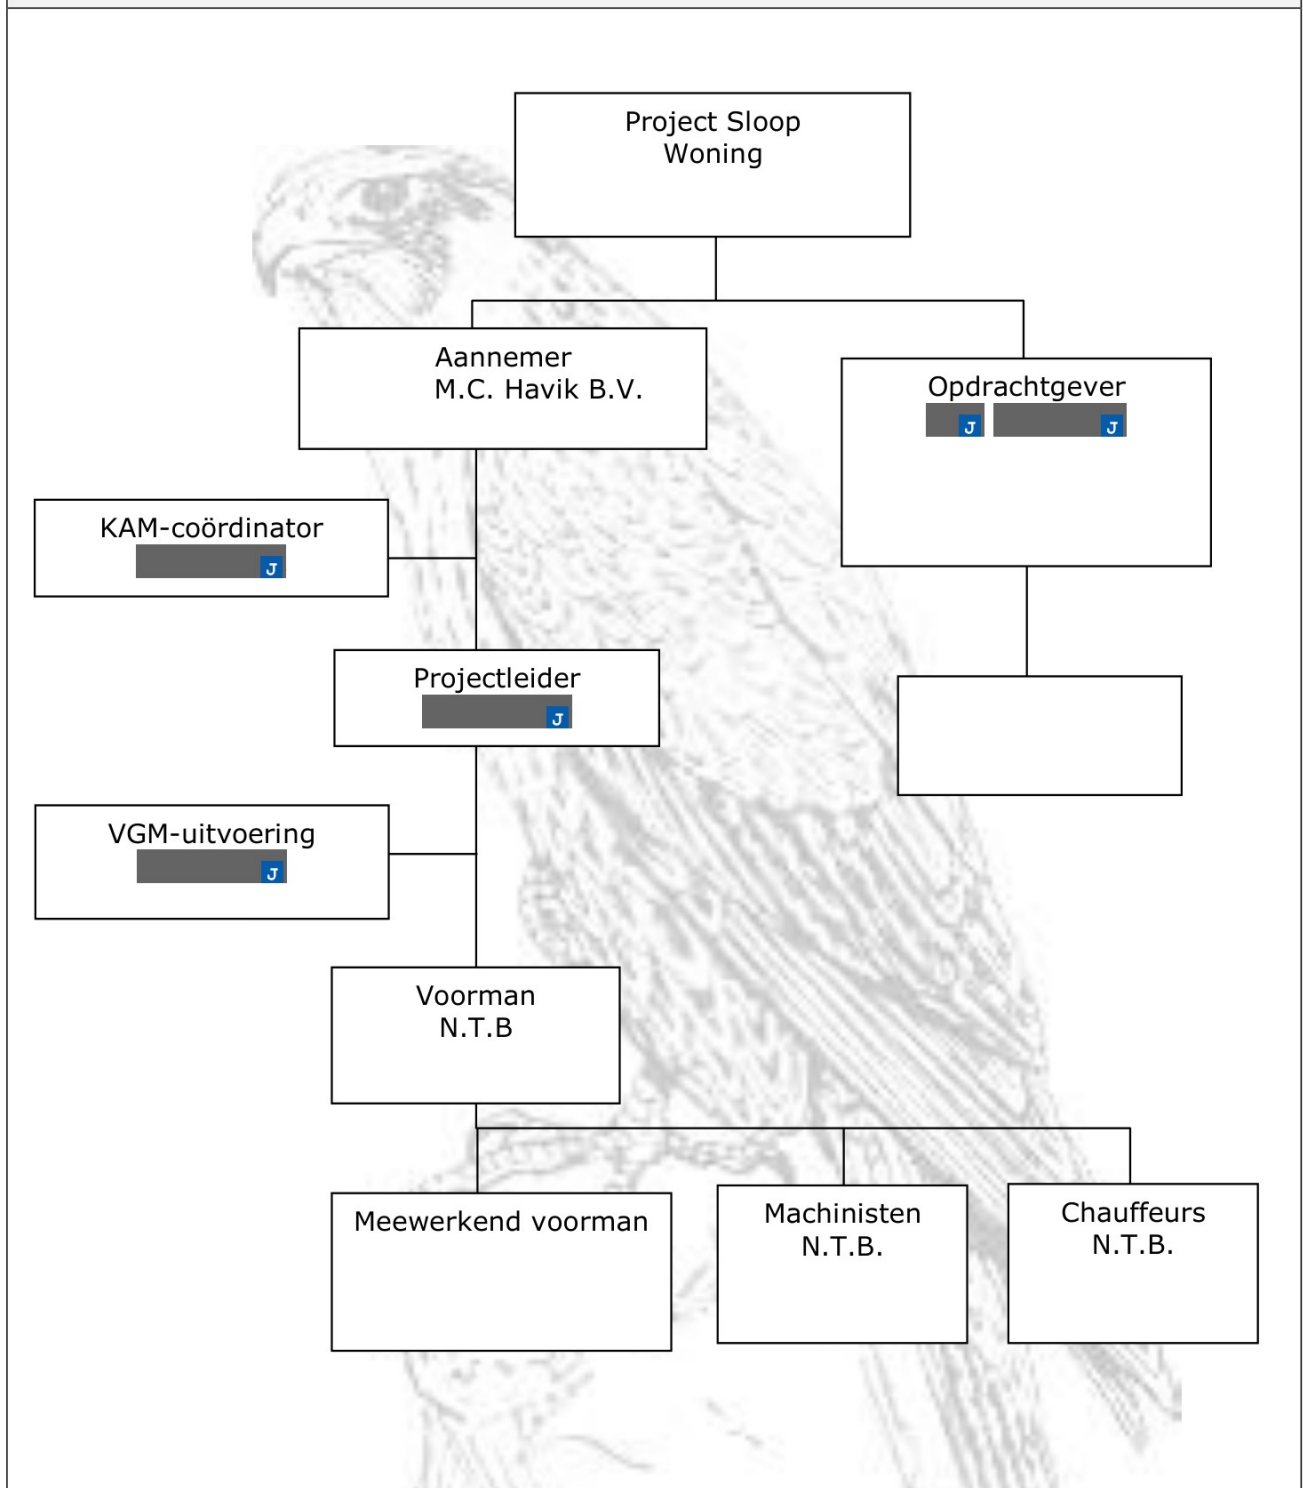 Project Sloop
Woning
Aannemer
M.C. Havik B.V.
Opdrachtgever
J J
KAM-coördinator
J
Projectleider
J
VGM-uitvoering
J
Voorman
N.T.B
Meewerkend voorman
Machinisten
N.T.B.
Chauffeurs
N.T.B.